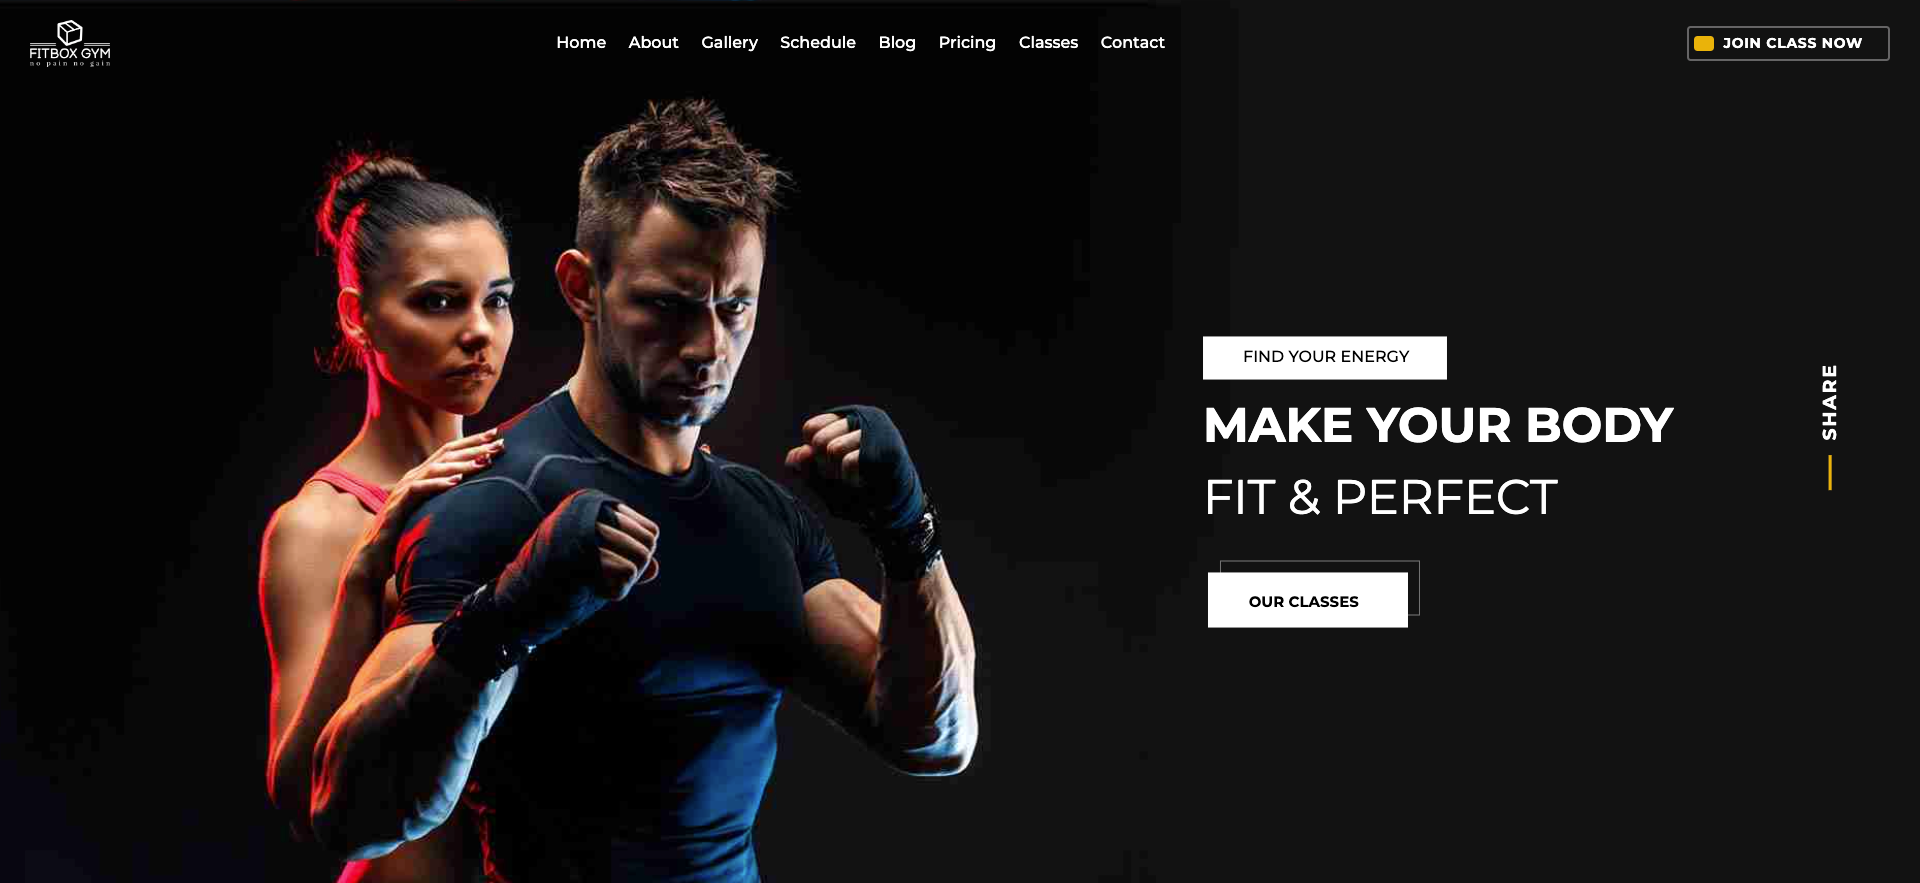 FITBOX GYM
no pain no gain
Home About Gallery Schedule Blog Pricing Classes Contact
JOIN CLASS NOW
FIND YOUR ENERGY
MAKE YOUR BODY
FIT & PERFECT
OUR CLASSES
SHARE